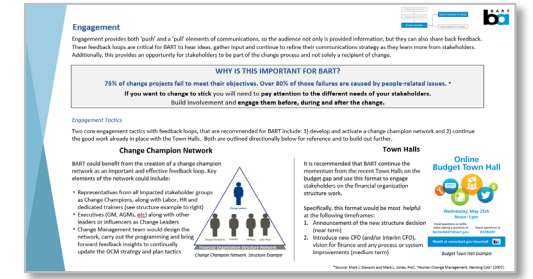 BART
ba
Engagement
Engagement provides both 'push' and a 'pull' elements of communications, so the audience not only is provided information, but they can also share back feedback.
These feedback loops are critical for BART to hear ideas, gather input and continue to refine their communications strategy as they learn more from stakeholders.
Additionally, this provides an opportunity for stakeholders to be part of the change process and not solely a recipient of change.
WHY IS THIS IMPORTANT FOR BART?
75% of change projects fail to meet their objectives. Over 80% of those failures are caused by people-related issues. *
If you want to change to stick you will need to pay attention to the different needs of your stakeholders.
Build involvement and engage them before, during and after the change.
Engagement Tactics
Two core engagement tactics with feedback loops, that are recommended for BART include: 1) develop and activate a change champion network and 2) continue
the good work already in place with the Town Halls. Both are outlined directionally below for reference and to build out further.
Change Champion Network
BART could benefit from the creation of a change champion
network as an important and effective feedback loop. Key
elements of the network could include:
• Representatives from all impacted stakeholder groups
as Change Champions, along with Labor, HR and
dedicated trainers (see structure example to right)
• Executives (GM, AGMs, etc) along with other
leaders or influencers as Change Leaders
• Change Management team would design the
network, carry out the programming and bring
forward feedback insights to continually
update the OCM strategy and plan tactics
Financial Organization Structure Network
Change Champion Network Structure Example
Town Halls
It is recommended that BART continue the
momentum from the recent Town Halls on the
budget gap and use this format to engage
stakeholders on the financial organization
structure work.
Specifically, this format would be most helpful
at the following timeframes:
1. Announcement of the new structure decision
(near term)
2. Introduce new CFO (and/or Interim CFO),
vision for finance and any process or system
improvements (medium term)
Online
Budget Town Hall
Wednesday, May 25th
Noon-1 pm
Budget Town Hall Example
*Source: Mark J. Dawson and Mark L. Jones, PwC, "Human Change Management: Herding Cats" (2007).